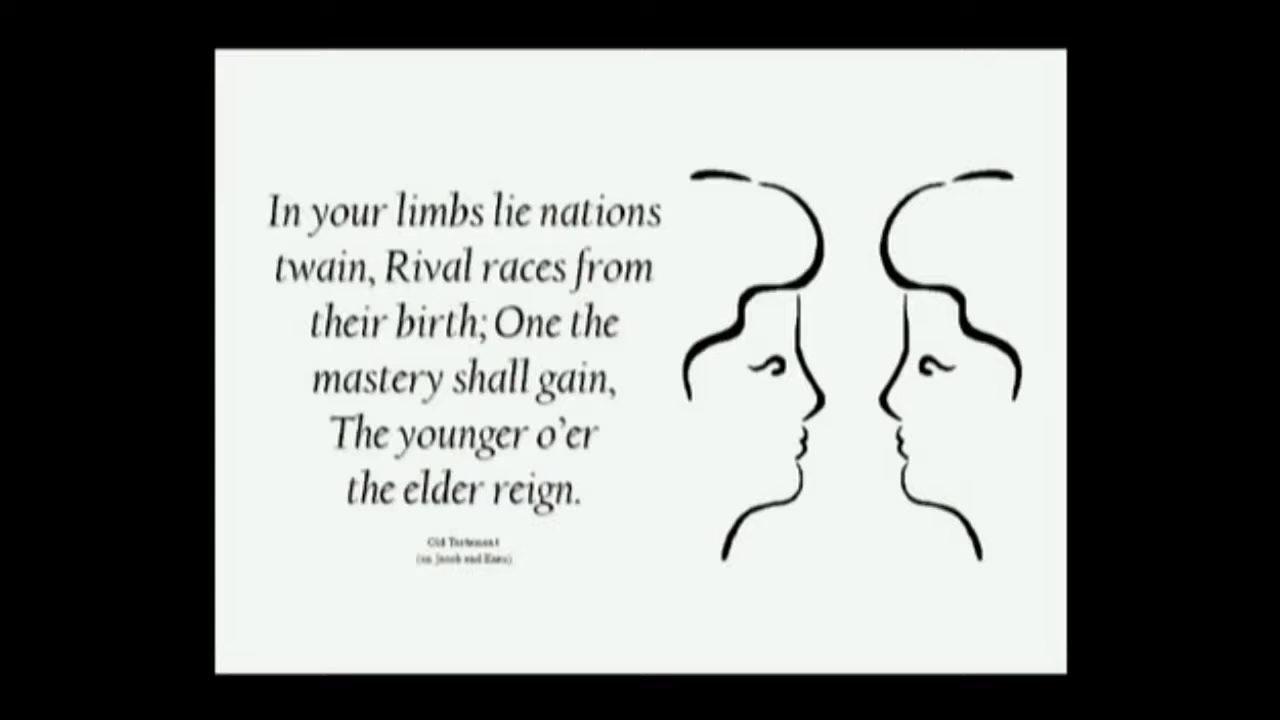 In your limbs lie nations
twain, Rival races from
their birth; One the
mastery shall gain,
The younger o’er
the elder reign.
Old Testament
(on Jacob and Esau)